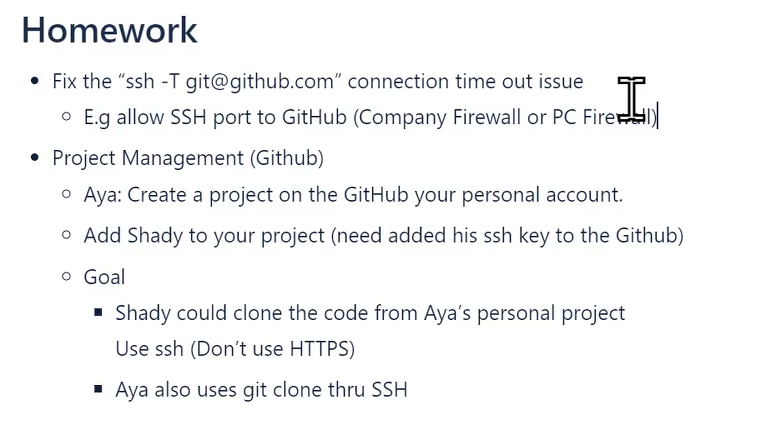 Homework
Fix the “ssh -T git@github.com” connection time out issue
E.g allow SSH port to GitHub (Company Firewall or PC Firewall)
Project Management (Github)
Aya: Create a project on the GitHub your personal account.
Add Shady to your project (need added his ssh key to the Github)
Goal
Shady could clone the code from Aya’s personal project
Use ssh (Don’t use HTTPS)
Aya also uses git clone thru SSH